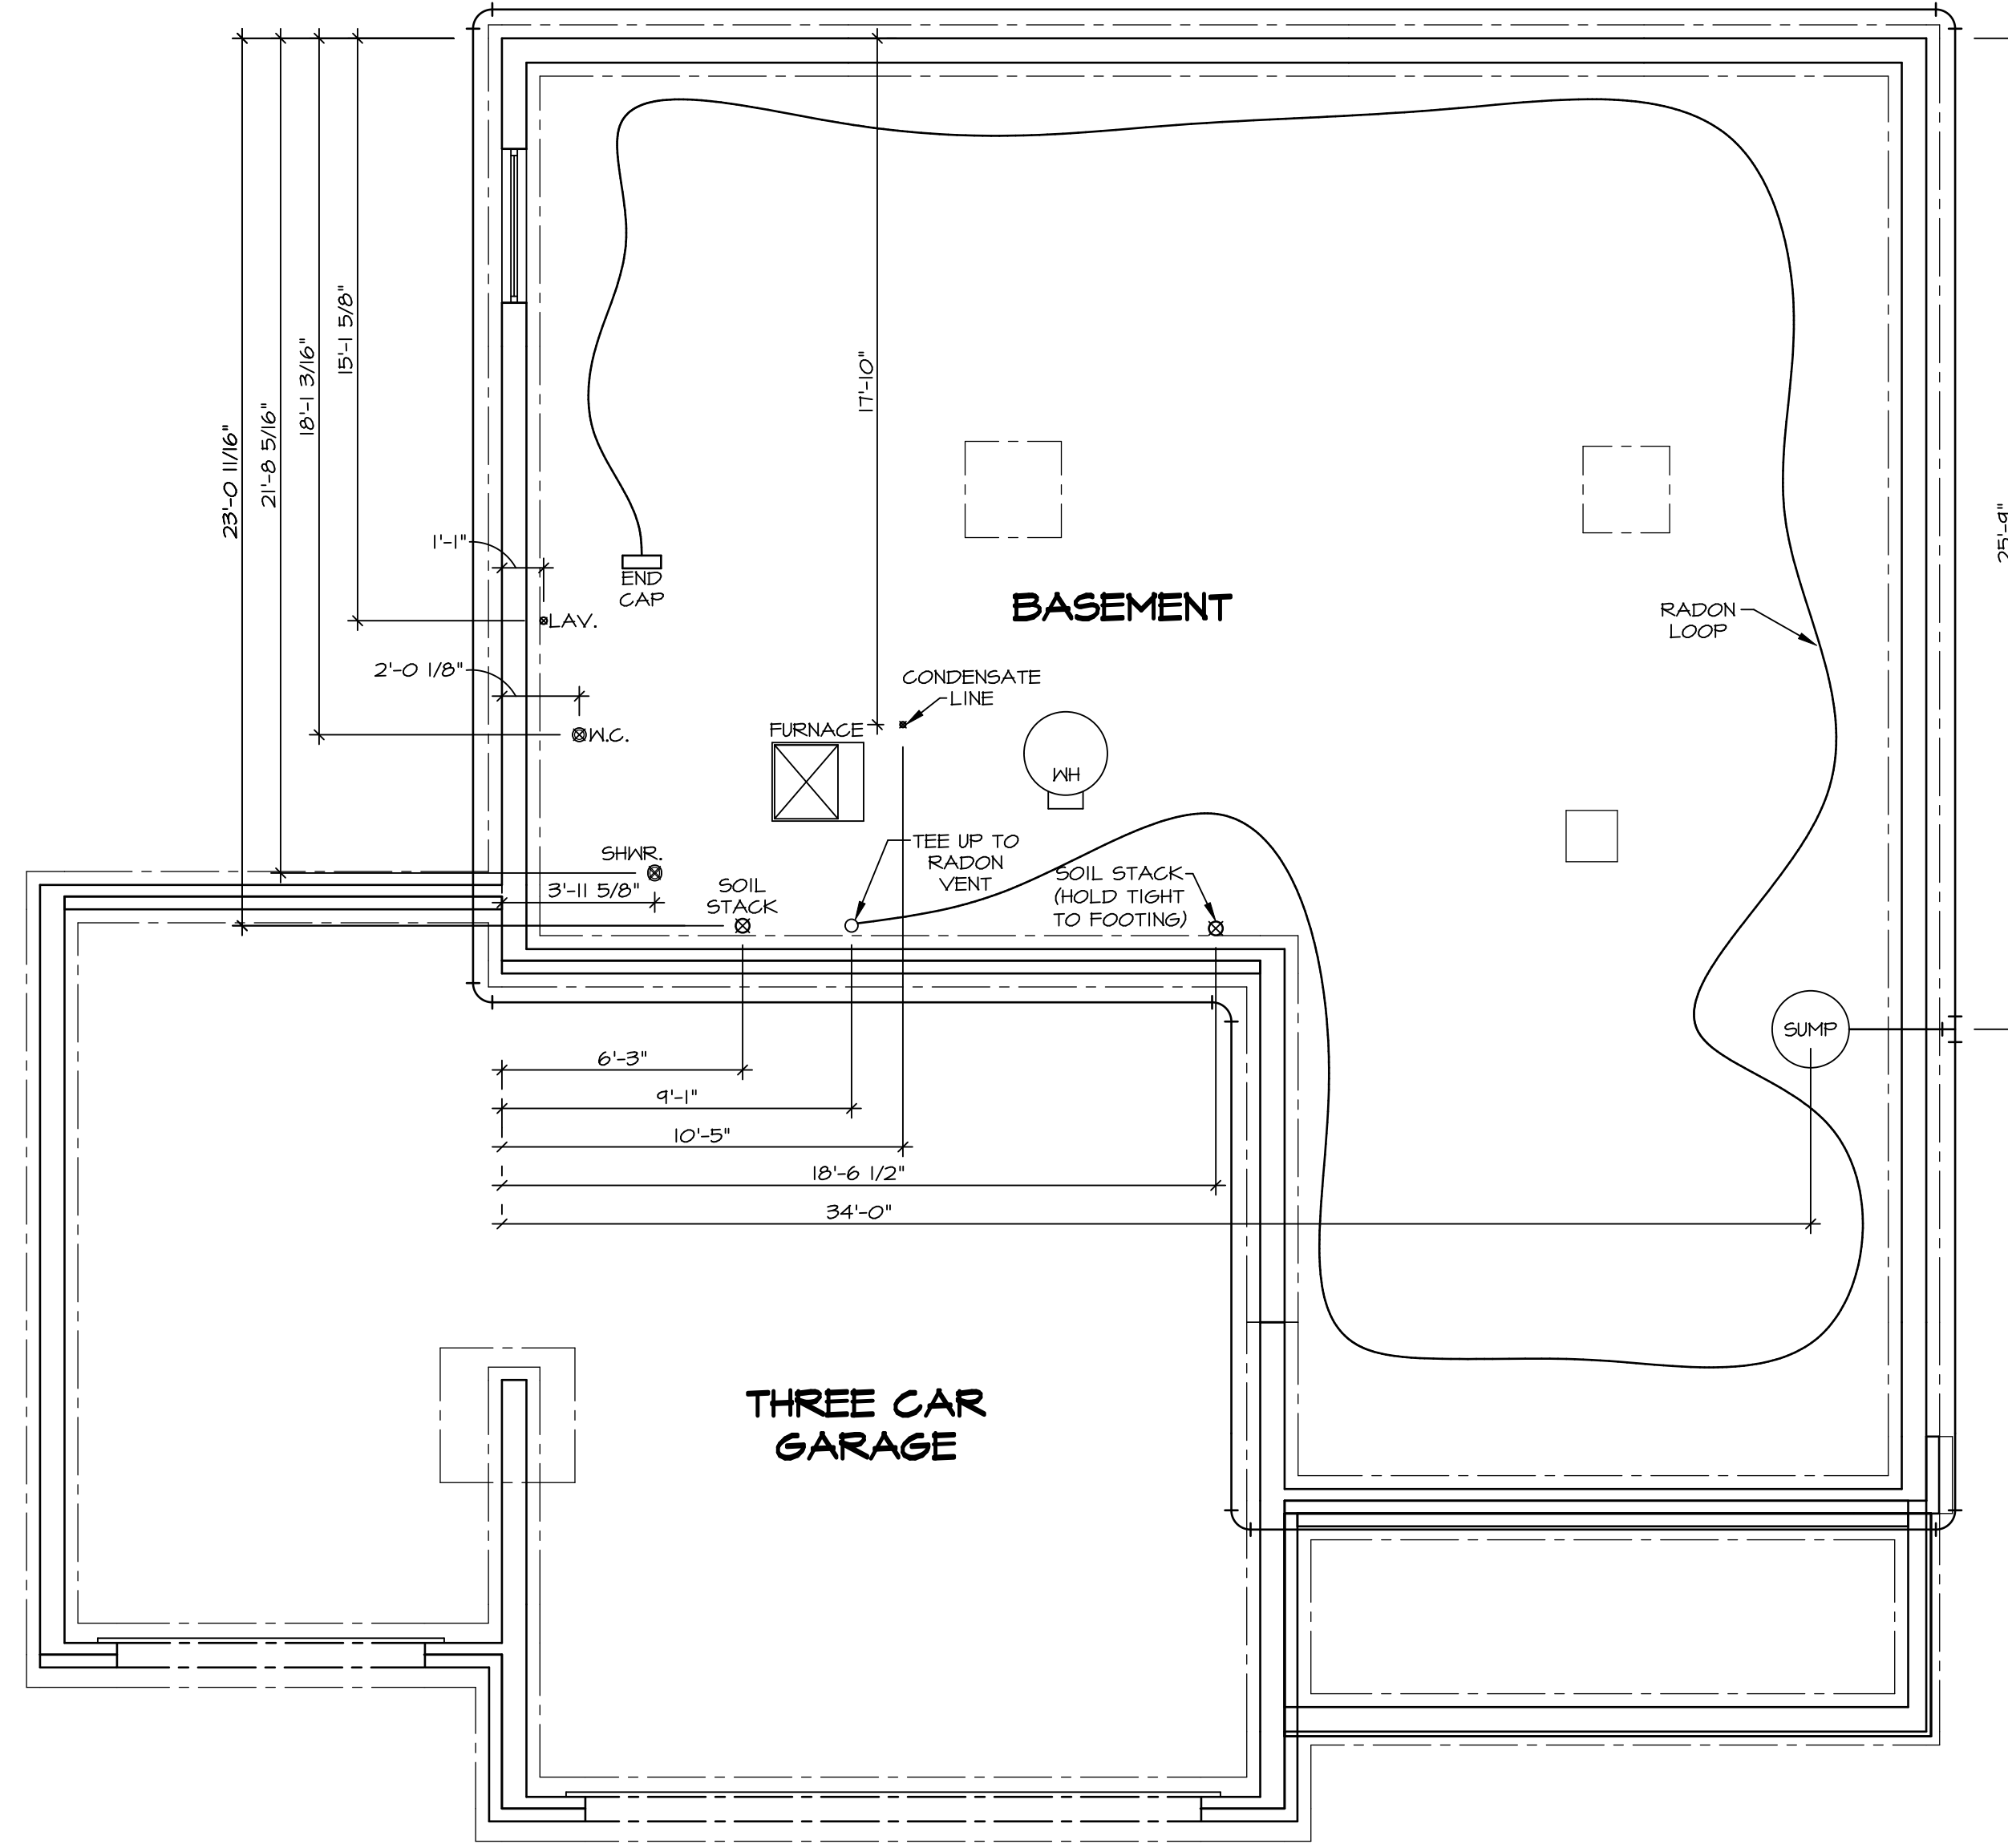 15'-1 5/8"
18'-1 3/16"
21'-8 5/16"
23'-0 11/16"
17'-10"
25'-9"
1'-1"
END
CAP
LAV.
BASEMENT
RADON
LOOP
2'-0 1/8"
CONDENSATE
LINE
FURNACE
W.C.
WH
TEE UP TO
RADON
VENT
SHWR.
3'-11 5/8"
SOIL
STACK
SOIL STACK
(HOLD TIGHT
TO FOOTING)
SUMP
6'-3"
9'-1"
10'-5"
18'-6 1/2"
34'-0"
THREE CAR
GARAGE